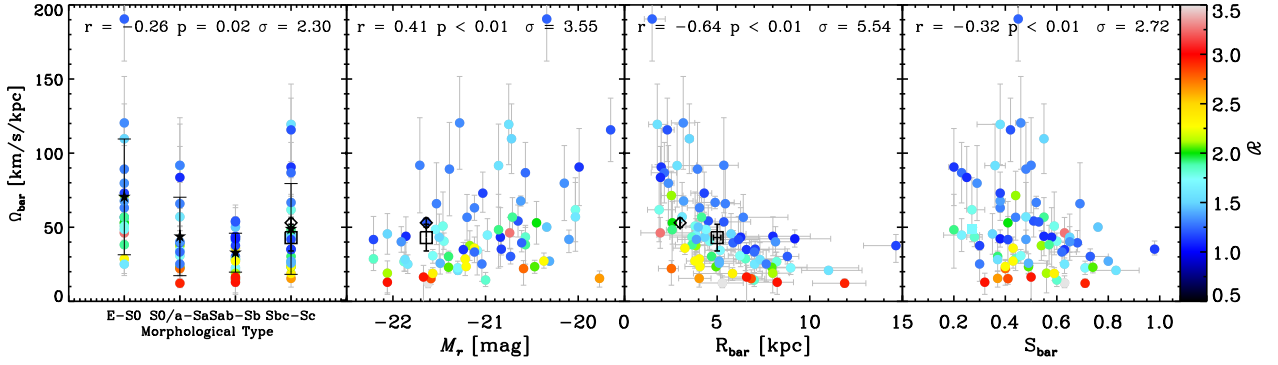 r = −0.26 p = 0.02 σ = 2.30
r = 0.41 p < 0.01 σ = 3.55
r = −0.64 p < 0.01 σ = 5.54
r = −0.32 p < 0.01 σ = 2.72
200
150
100
50
0
Ω_bar [km/s/kpc]
E−S0 S0/a−Sa Sab−Sb Sbc−Sc
Morphological Type
−22 −21 −20
M_r [mag]
0 5 10 15
R_bar [kpc]
0.2 0.4 0.6 0.8 1.0
S_bar
3.5
3.0
2.5
2.0
1.5
1.0
0.5
Ʀ